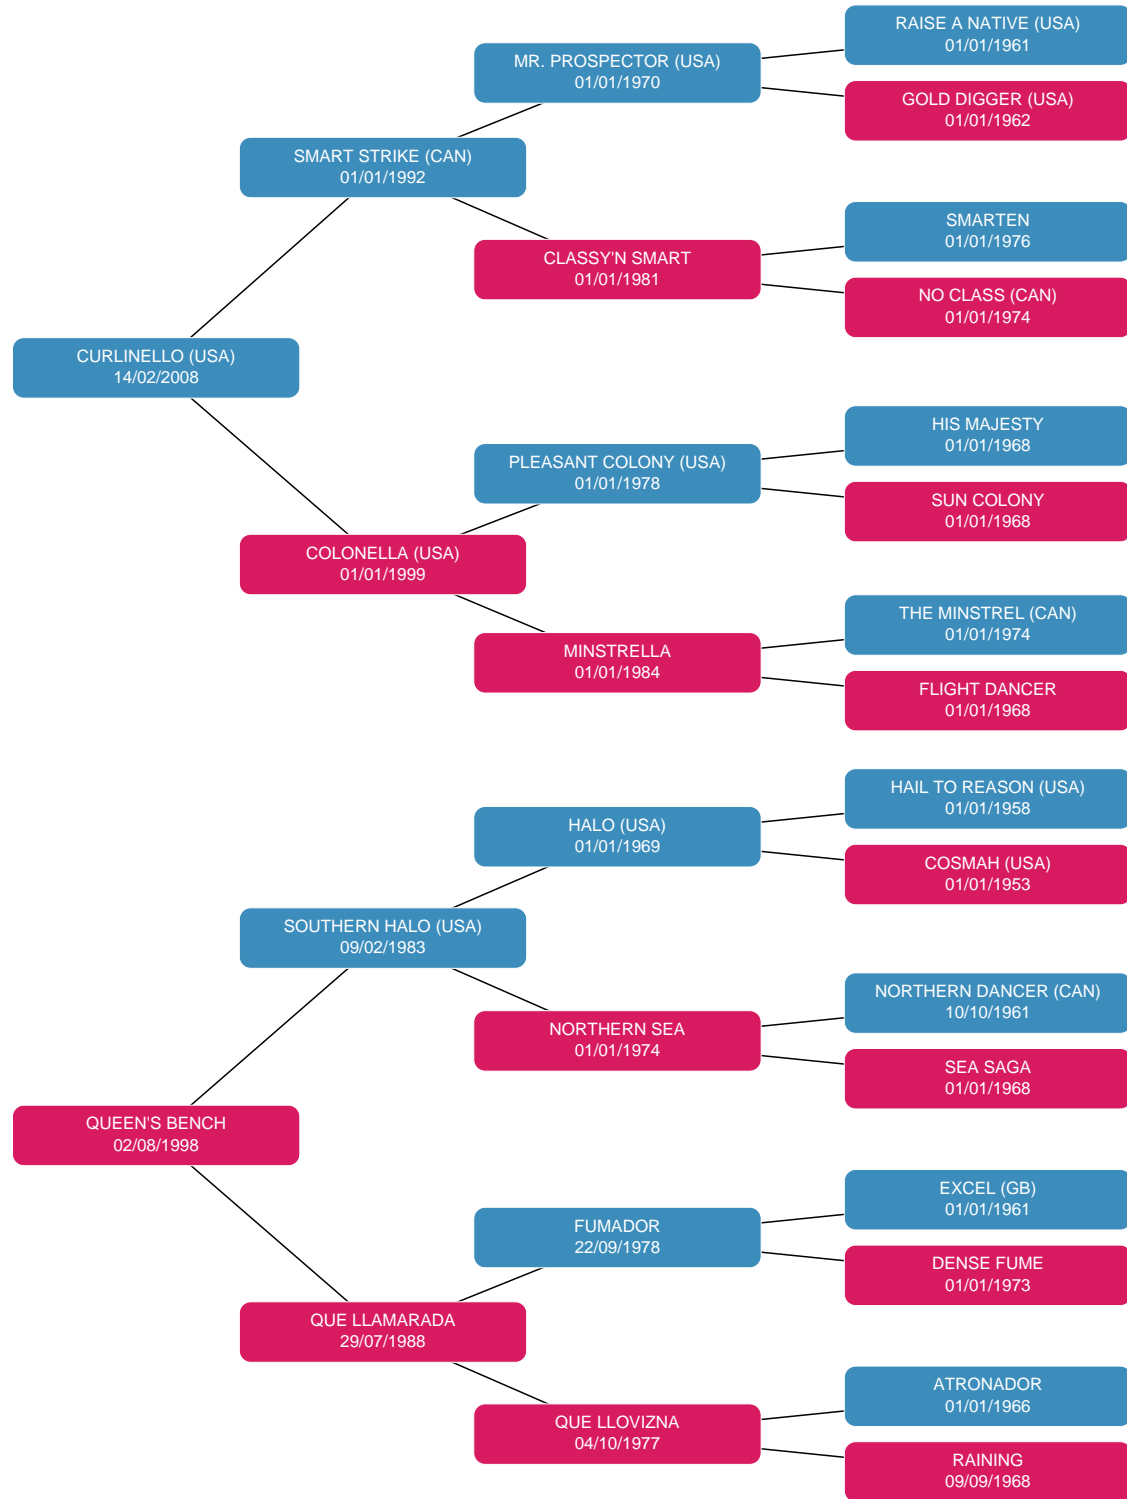 RAISE A NATIVE (USA)
01/01/1961
MR. PROSPECTOR (USA)
01/01/1970
GOLD DIGGER (USA)
01/01/1962
SMART STRIKE (CAN)
01/01/1992
SMARTEN
01/01/1976
CLASSY'N SMART
01/01/1981
NO CLASS (CAN)
01/01/1974
CURLINELLO (USA)
14/02/2008
HIS MAJESTY
01/01/1968
PLEASANT COLONY (USA)
01/01/1978
SUN COLONY
01/01/1968
COLONELLA (USA)
01/01/1999
THE MINSTREL (CAN)
01/01/1974
MINSTRELLA
01/01/1984
FLIGHT DANCER
01/01/1968
HAIL TO REASON (USA)
01/01/1958
HALO (USA)
01/01/1969
COSMAH (USA)
01/01/1953
SOUTHERN HALO (USA)
09/02/1983
NORTHERN DANCER (CAN)
10/10/1961
NORTHERN SEA
01/01/1974
SEA SAGA
01/01/1968
QUEEN'S BENCH
02/08/1998
EXCEL (GB)
01/01/1961
FUMADOR
22/09/1978
DENSE FUME
01/01/1973
QUE LLAMARADA
29/07/1988
ATRONADOR
01/01/1966
QUE LLOVIZNA
04/10/1977
RAINING
09/09/1968